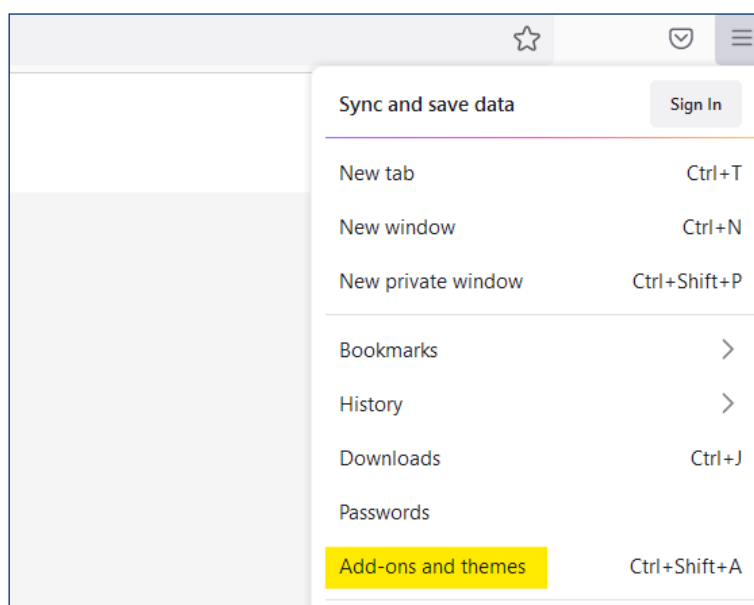 Sync and save data Sign In
New tab Ctrl+T
New window Ctrl+N
New private window Ctrl+Shift+P
Bookmarks
History
Downloads Ctrl+J
Passwords
Add-ons and themes Ctrl+Shift+A